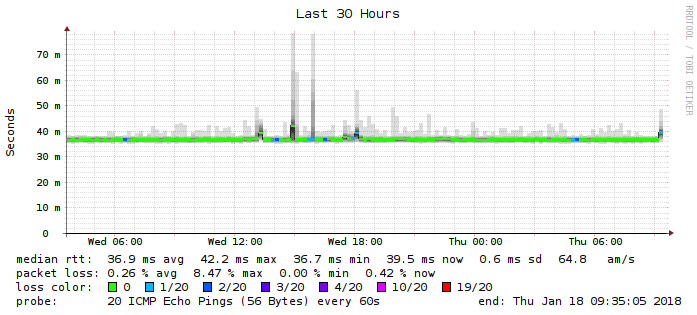 Last 30 Hours
RRDTOOL / TOBI OETIKER
Seconds
70 m
60 m
50 m
40 m
30 m
20 m
10 m
0
Wed 06:00 Wed 12:00 Wed 18:00 Thu 00:00 Thu 06:00
median rtt: 36.9 ms avg 42.2 ms max 36.7 ms min 39.5 ms now 0.6 ms sd 64.8 am/s
packet loss: 0.26 % avg 8.47 % max 0.00 % min 0.42 % now
loss color: 0 1/20 2/20 3/20 4/20 10/20 19/20
probe: 20 ICMP Echo Pings (56 Bytes) every 60s end: Thu Jan 18 09:35:05 2018